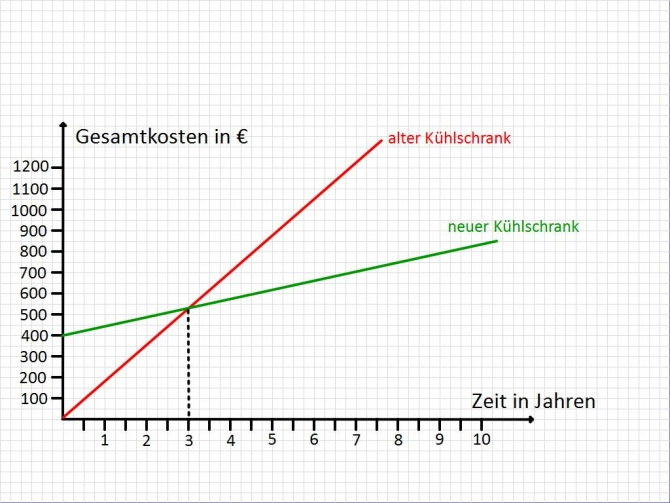 Gesamtkosten in €
alter Kühlschrank
1200
1100
1000
neuer Kühlschrank
900
800
700
600
500
400
300
200
100
Zeit in Jahren
1 2 3 4 5 6 7 8 9 10